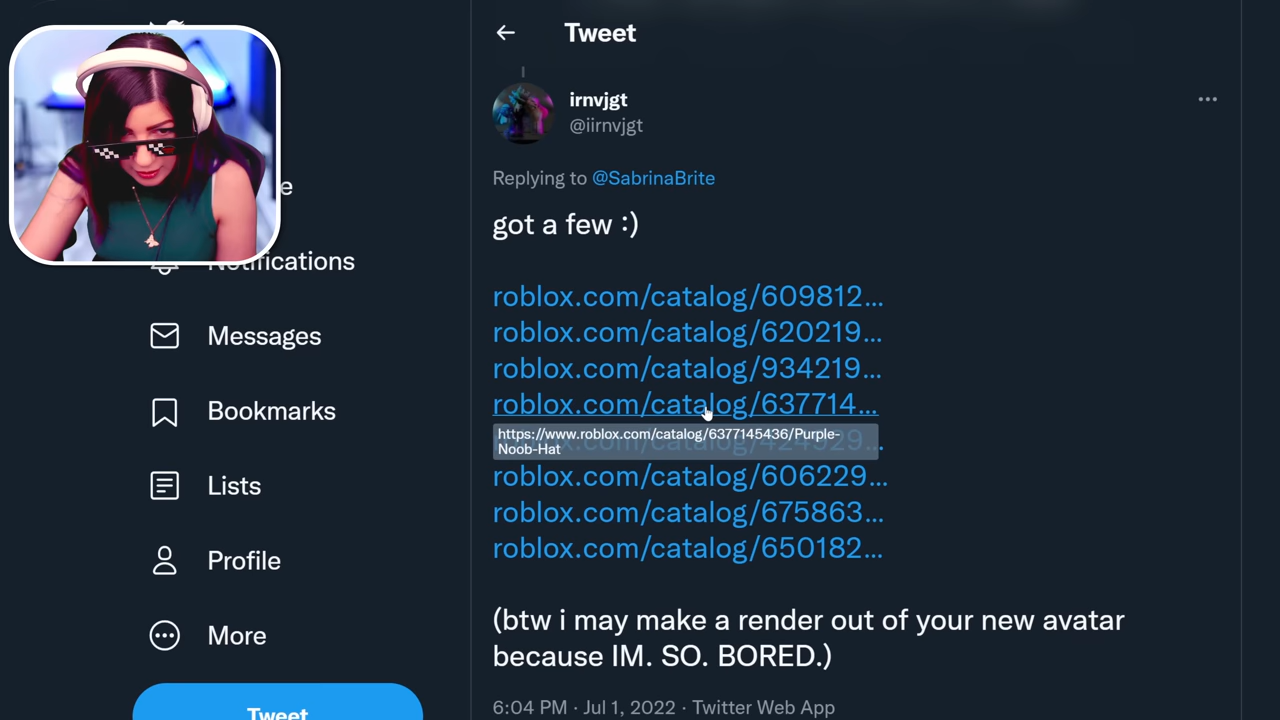 Tweet
irnvjgt
@iirnvjgt
Replying to @SabrinaBrite
got a few :)
roblox.com/catalog/609812...
roblox.com/catalog/620219...
roblox.com/catalog/934219...
roblox.com/catalog/637714...
https://www.roblox.com/catalog/6377145436/Purple-
Noob-Hat
roblox.com/catalog/606229...
roblox.com/catalog/675863...
roblox.com/catalog/650182...
(btw i may make a render out of your new avatar
because IM. SO. BORED.)
6:04 PM · Jul 1, 2022 · Twitter Web App
Notifications
Messages
Bookmarks
Lists
Profile
More
Tweet